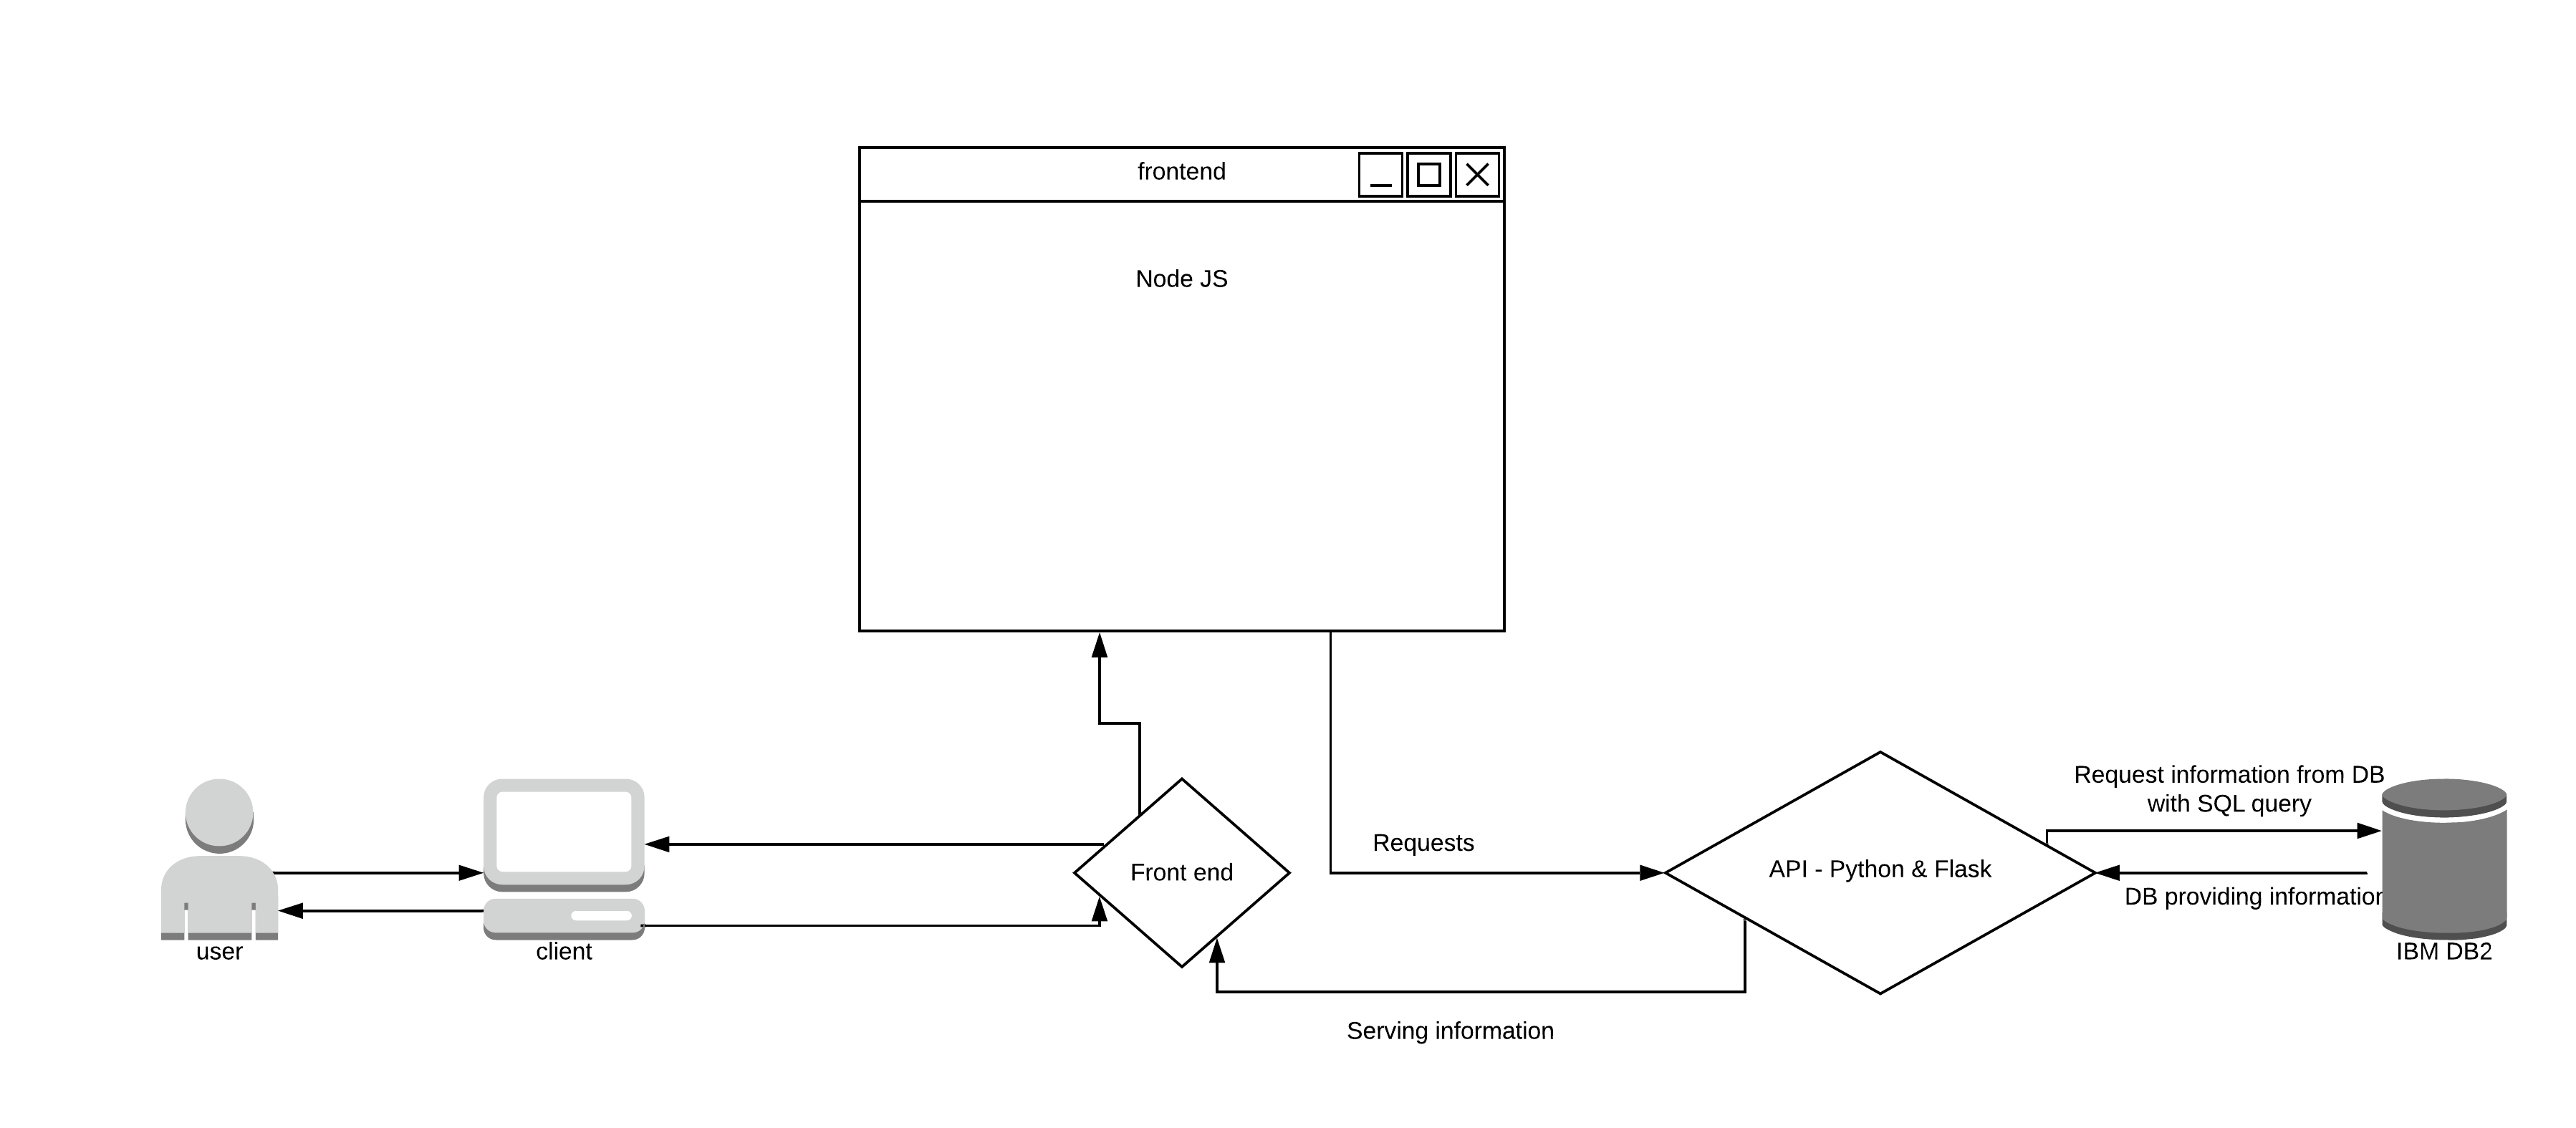 frontend
Node JS
Request information from DB
with SQL query
Requests
API - Python & Flask
Front end
DB providing information
user
client
IBM DB2
Serving information